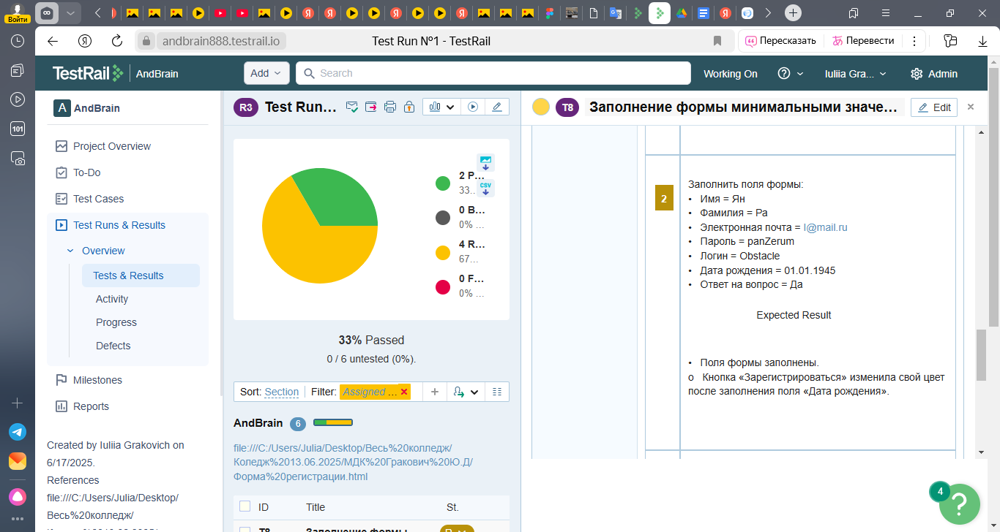 Войти
andbrain888.testrail.io
Test Run №1 - TestRail
Пересказать
Перевести
101
TestRail
AndBrain
Add
Search
Working On
Iuliia Gra...
Admin
A AndBrain
Project Overview
To-Do
Test Cases
Test Runs & Results
Overview
Tests & Results
Activity
Progress
Defects
Milestones
Reports
Created by Iuliia Grakovich on
6/17/2025.
References
file:///C:/Users/Julia/Desktop/
Весь%20колледж/
R3 Test Run...
2 P...
33...
CSV
0 B...
0% ...
4 R...
67...
0 F...
0% ...
33% Passed
0 / 6 untested (0%).
Sort: Section Filter: Assigned ...
AndBrain 6
file:///C:/Users/Julia/Desktop/Весь%20колледж/
Коледж%2013.06.2025/МДК%20Гракович%20Ю.Д/
Форма%20регистрации.html
ID Title St.
T8 Заполнение формы
T8 Заполнение формы минимальными значе...
Edit
2
Заполнить поля формы:
• Имя = Ян
• Фамилия = Ра
• Электронная почта = l@mail.ru
• Пароль = panZerum
• Логин = Obstacle
• Дата рождения = 01.01.1945
• Ответ на вопрос = Да
Expected Result
• Поля формы заполнены.
o Кнопка «Зарегистрироваться» изменила свой цвет
после заполнения поля «Дата рождения».
4
?